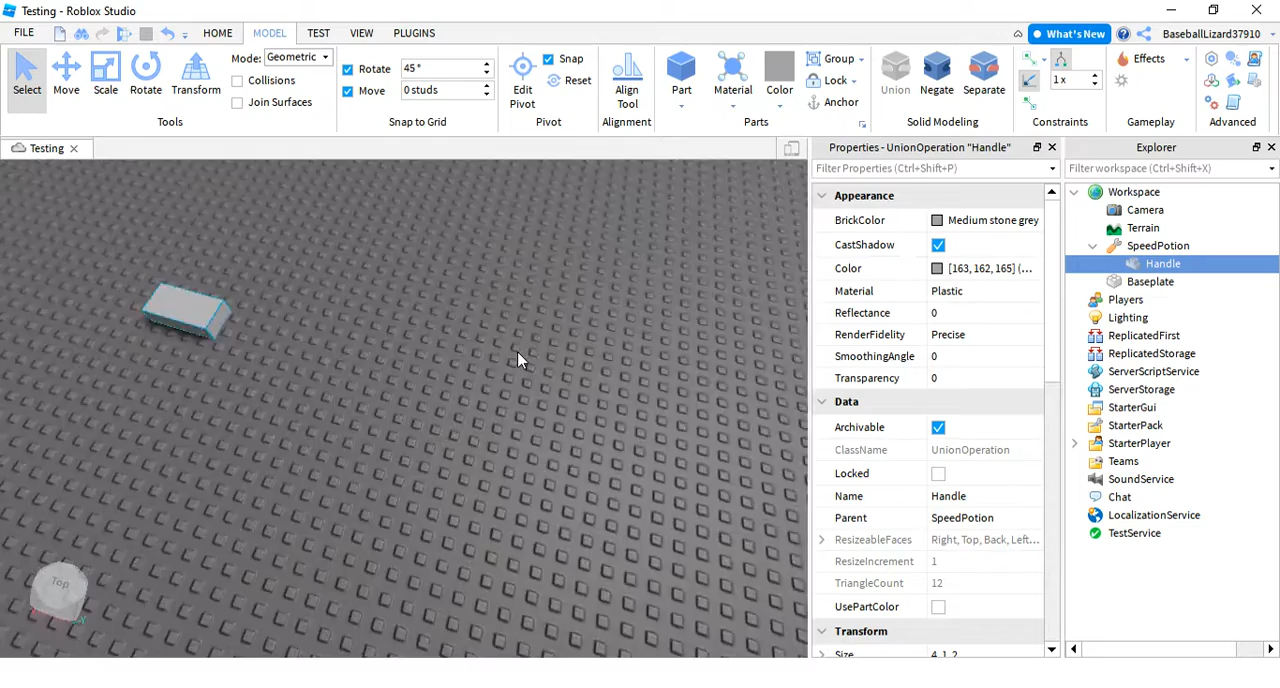 Testing - Roblox Studio
FILE HOME MODEL TEST VIEW PLUGINS What's New BaseballLizard37910
Select Move Scale Rotate Transform
Mode: Geometric
Collisions
Join Surfaces
Tools
Rotate 45°
Move 0 studs
Snap to Grid
Edit Pivot
Snap
Reset
Pivot
Align Tool
Alignment
Part Material Color
Group
Lock
Anchor
Parts
Union Negate Separate
Solid Modeling
1 x
Constraints
Effects
Gameplay
Advanced
Testing
Top
Properties - UnionOperation "Handle"
Filter Properties (Ctrl+Shift+P)
Appearance
BrickColor Medium stone grey
CastShadow
Color [163, 162, 165] (...
Material Plastic
Reflectance 0
RenderFidelity Precise
SmoothingAngle 0
Transparency 0
Data
Archivable
ClassName UnionOperation
Locked
Name Handle
Parent SpeedPotion
ResizeableFaces Right, Top, Back, Left...
ResizeIncrement 1
TriangleCount 12
UsePartColor
Transform
Size 4, 1, 2
Explorer
Filter workspace (Ctrl+Shift+X)
Workspace
Camera
Terrain
SpeedPotion
Handle
Baseplate
Players
Lighting
ReplicatedFirst
ReplicatedStorage
ServerScriptService
ServerStorage
StarterGui
StarterPack
StarterPlayer
Teams
SoundService
Chat
LocalizationService
TestService